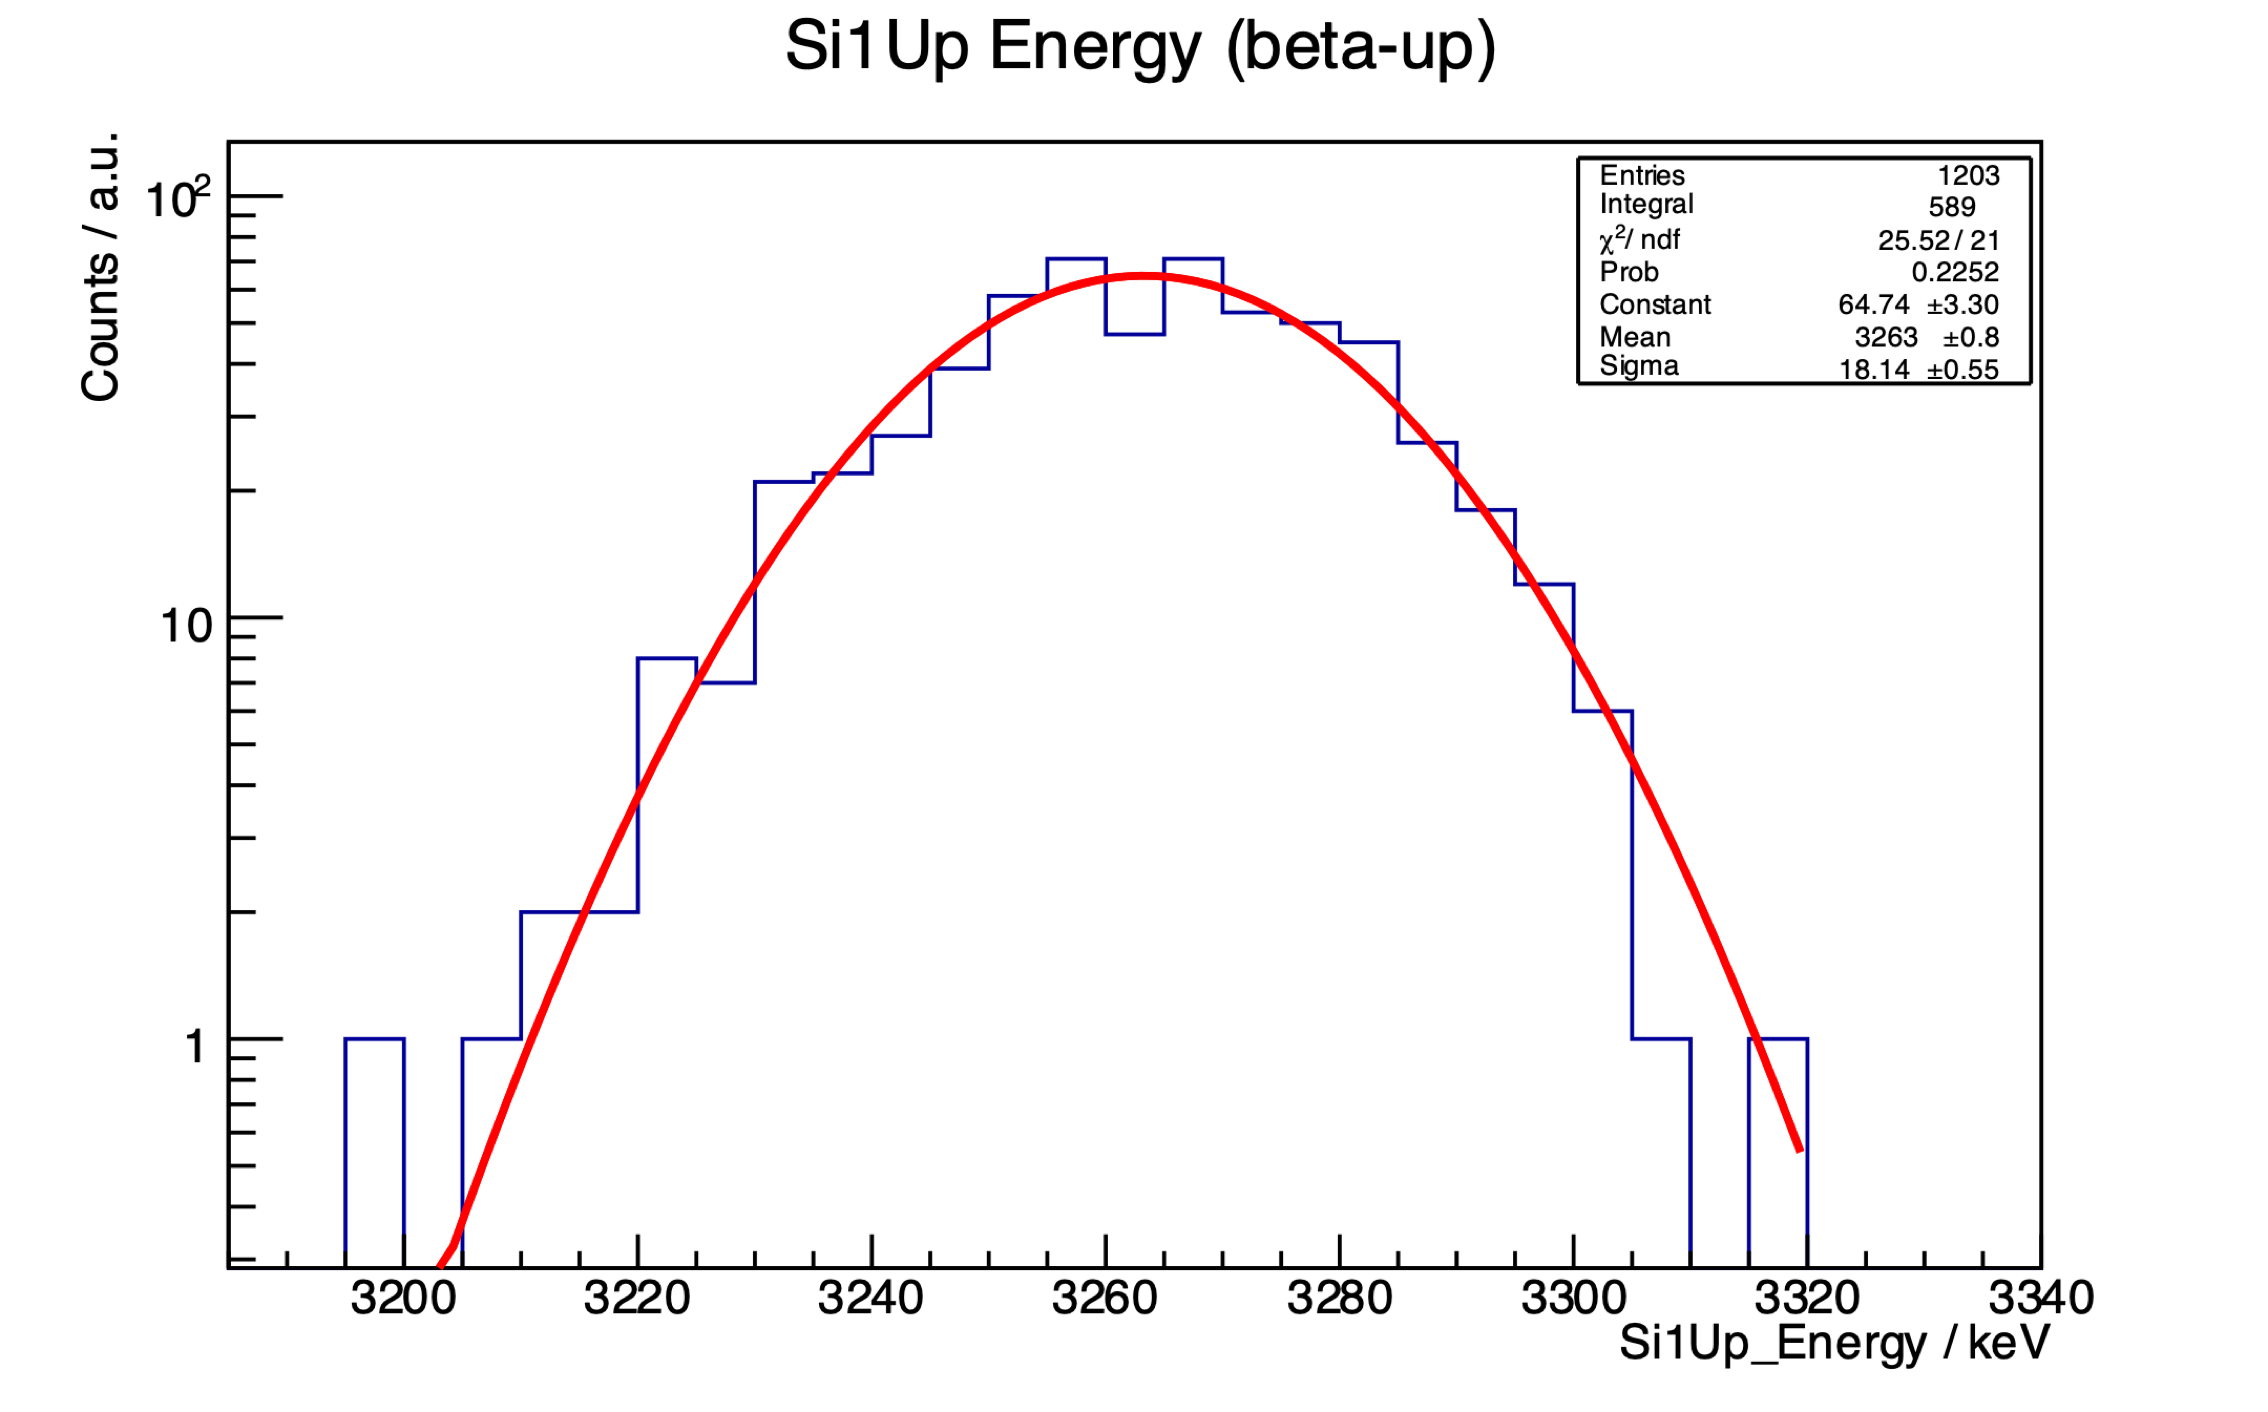 Si1Up Energy (beta-up)
Counts / a.u.
10²
10
1
Entries 1203
Integral 589
χ²/ ndf 25.52 / 21
Prob 0.2252
Constant 64.74 ±3.30
Mean 3263 ±0.8
Sigma 18.14 ±0.55
3200 3220 3240 3260 3280 3300 3320 3340
Si1Up_Energy / keV